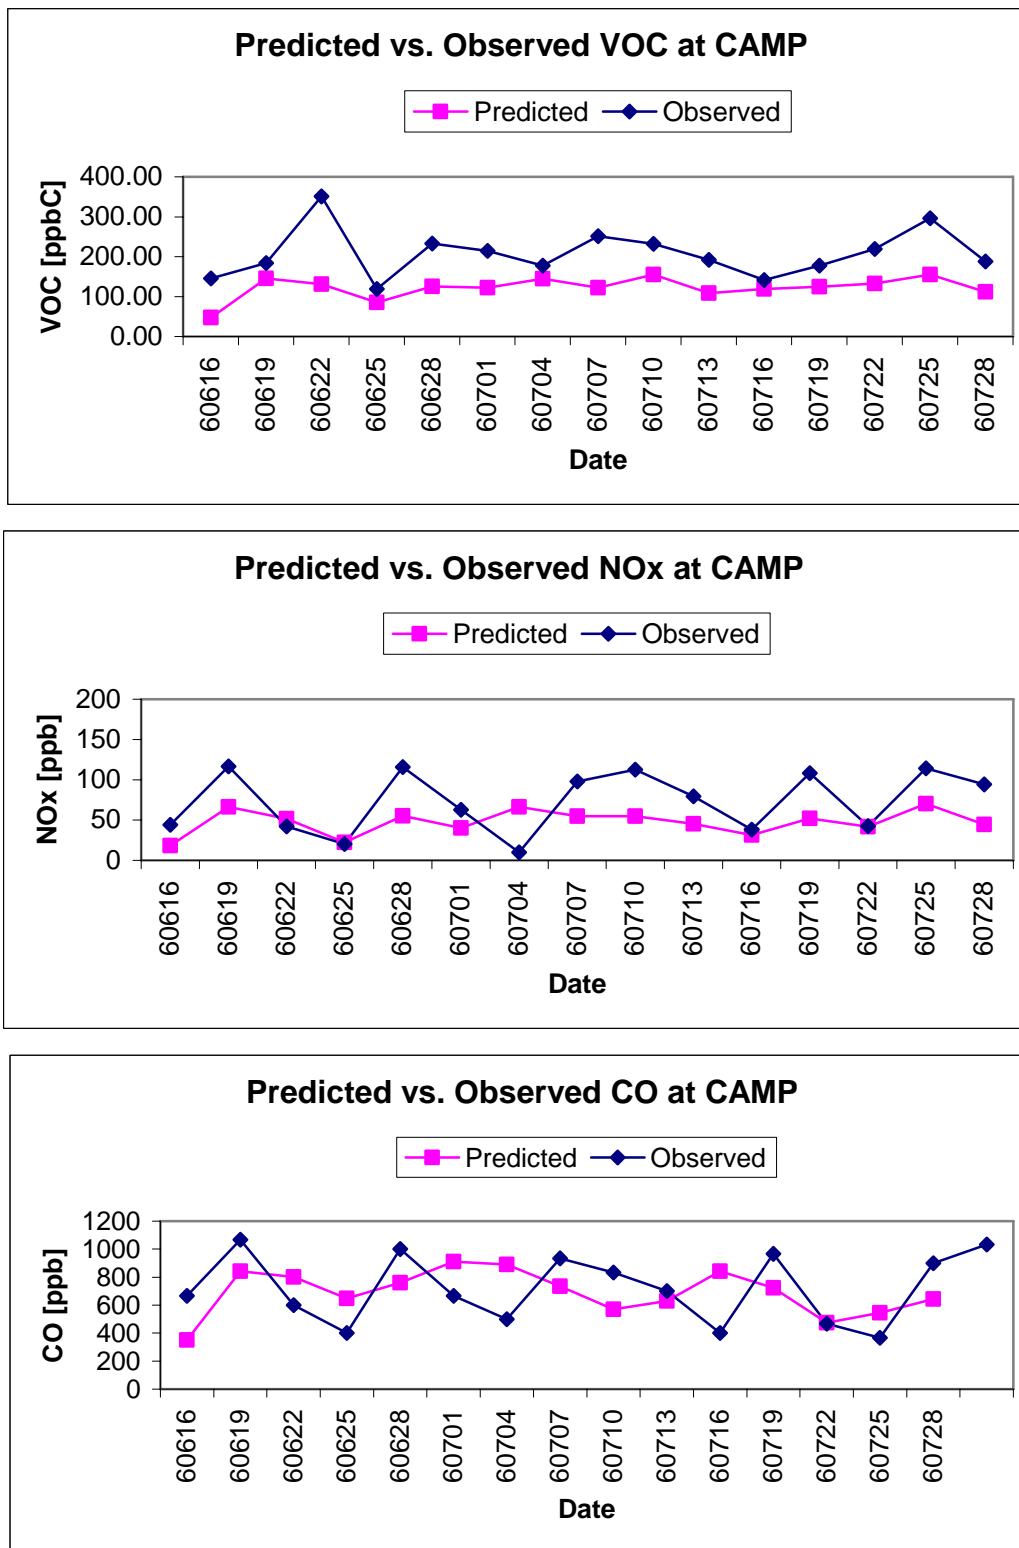 Predicted vs. Observed VOC at CAMP
Predicted Observed
VOC [ppbC]
400.00
300.00
200.00
100.00
0.00
60616 60619 60622 60625 60628 60701 60704 60707 60710 60713 60716 60719 60722 60725 60728
Date
Predicted vs. Observed NOx at CAMP
Predicted Observed
NOx [ppb]
200
150
100
50
0
60616 60619 60622 60625 60628 60701 60704 60707 60710 60713 60716 60719 60722 60725 60728
Date
Predicted vs. Observed CO at CAMP
Predicted Observed
CO [ppb]
1200
1000
800
600
400
200
0
60616 60619 60622 60625 60628 60701 60704 60707 60710 60713 60716 60719 60722 60725 60728
Date